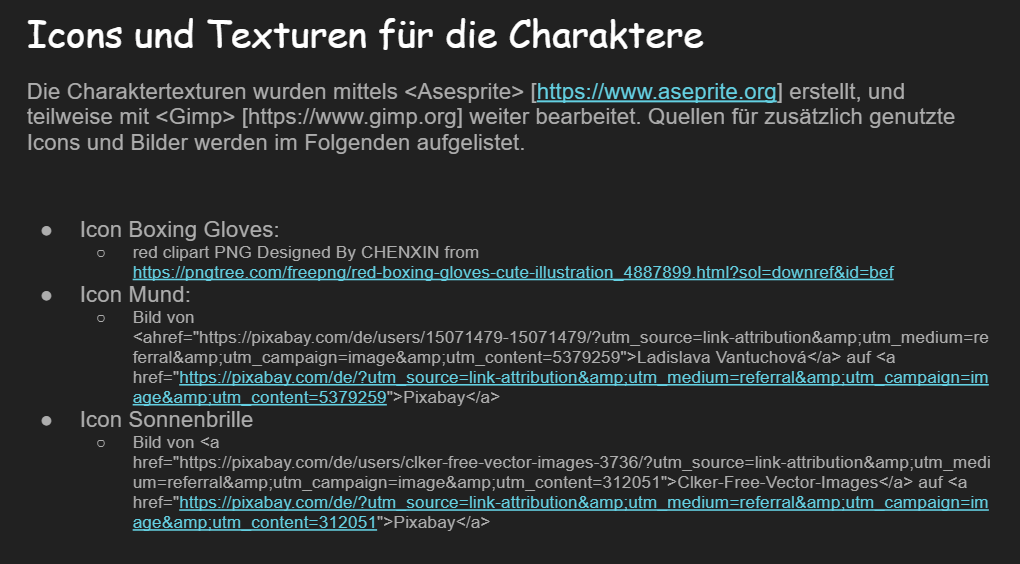 Icons und Texturen für die Charaktere
Die Charaktertexturen wurden mittels <Asesprite> [https://www.aseprite.org] erstellt, und
teilweise mit <Gimp> [https://www.gimp.org] weiter bearbeitet. Quellen für zusätzlich genutzte
Icons und Bilder werden im Folgenden aufgelistet.
● Icon Boxing Gloves:
○ red clipart PNG Designed By CHENXIN from
https://pngtree.com/freepng/red-boxing-gloves-cute-illustration_4887899.html?sol=downref&id=bef
● Icon Mund:
○ Bild von
<ahref="https://pixabay.com/de/users/15071479-15071479/?utm_source=link-attribution&amp;utm_medium=re
ferral&amp;utm_campaign=image&amp;utm_content=5379259">Ladislava Vantuchová</a> auf <a
href="https://pixabay.com/de/?utm_source=link-attribution&amp;utm_medium=referral&amp;utm_campaign=im
age&amp;utm_content=5379259">Pixabay</a>
● Icon Sonnenbrille
○ Bild von <a
href="https://pixabay.com/de/users/clker-free-vector-images-3736/?utm_source=link-attribution&amp;utm_medi
um=referral&amp;utm_campaign=image&amp;utm_content=312051">Clker-Free-Vector-Images</a> auf <a
href="https://pixabay.com/de/?utm_source=link-attribution&amp;utm_medium=referral&amp;utm_campaign=im
age&amp;utm_content=312051">Pixabay</a>